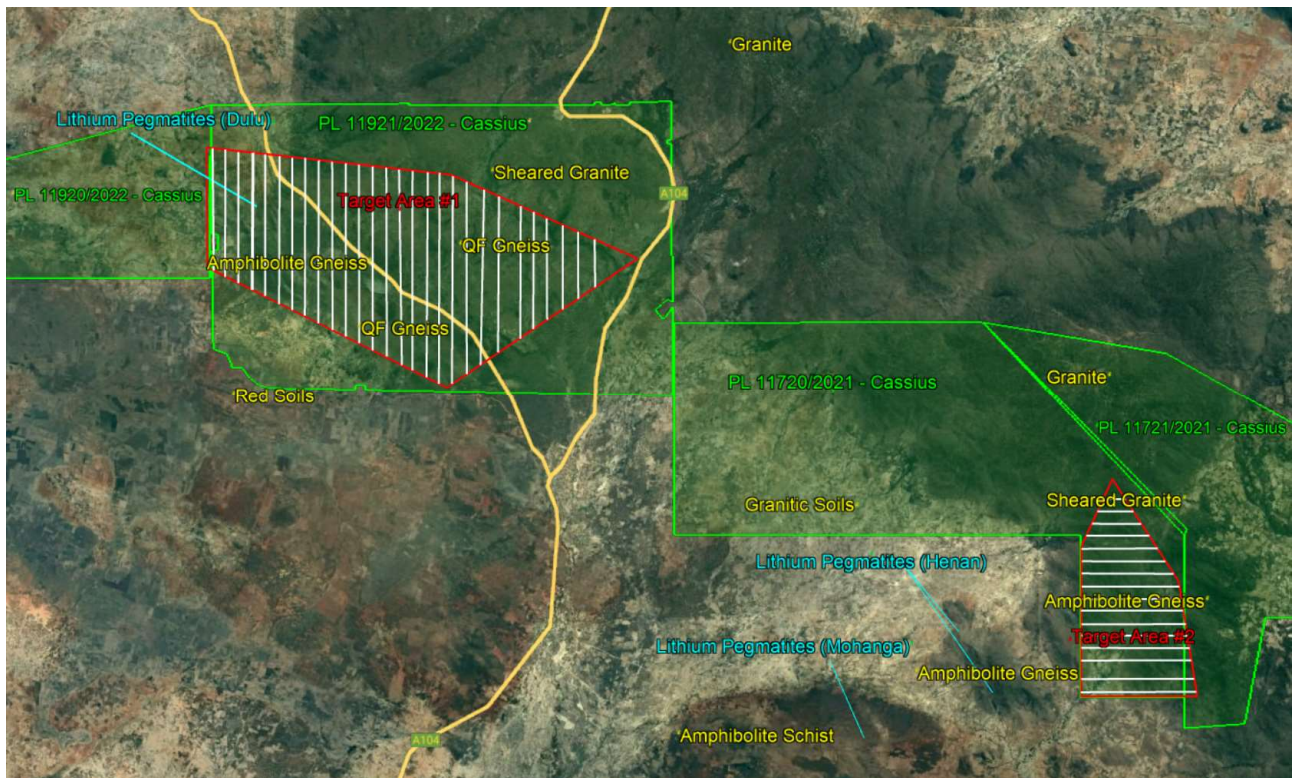 Granite
Lithium Pegmatites (Dulu)
PL 11921/2022 - Cassius
Sheared Granite
PL 11920/2022 - Cassius
A104
Target Area #1
QF Gneiss
Amphibolite Gneiss
QF Gneiss
Granite
PL 11720/2021 - Cassius
Red Soils
PL 11721/2021 - Cassius
Sheared Granite
Granitic Soils
Lithium Pegmatites (Henan)
Amphibolite Gneiss
Target Area #2
Lithium Pegmatites (Mohanga)
Amphibolite Gneiss
Amphibolite Schist
A104